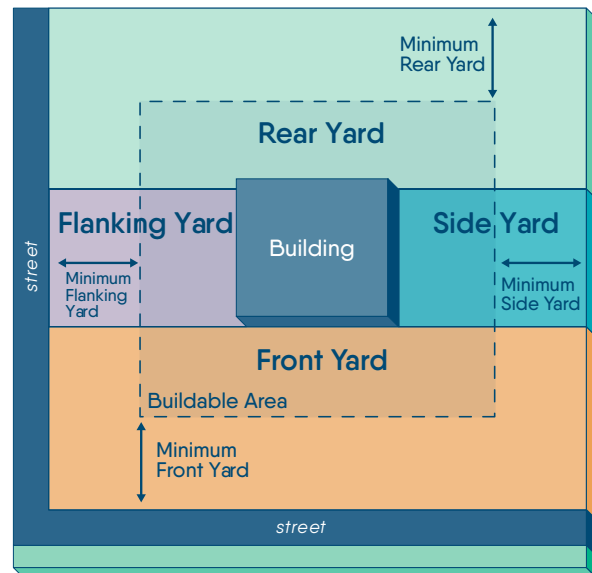 Minimum
Rear Yard
Rear Yard
Flanking Yard
Side Yard
Building
street
Minimum
Flanking
Yard
Minimum
Side Yard
Front Yard
Buildable Area
Minimum
Front Yard
street